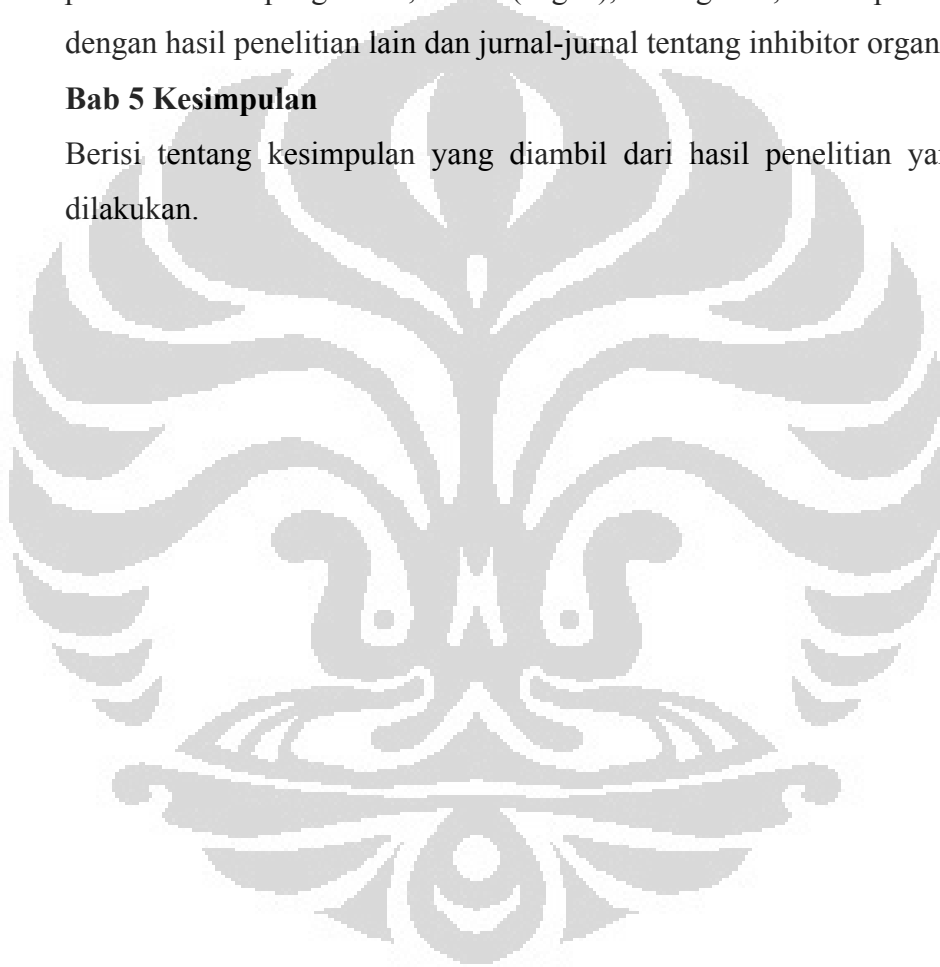 dengan hasil penelitian lain dan jurnal-jurnal tentang inhibitor organ
Bab 5 Kesimpulan
Berisi tentang kesimpulan yang diambil dari hasil penelitian
dilakukan.